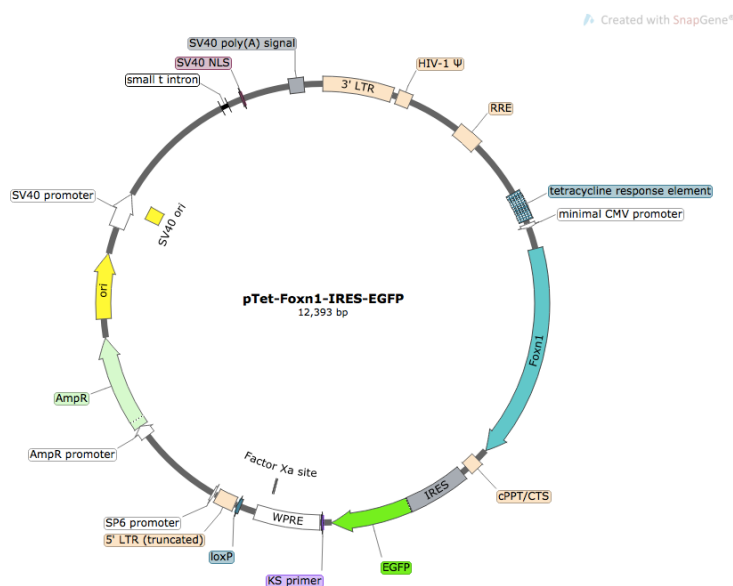 Created with SnapGene®
SV40 poly(A) signal
SV40 NLS
small t intron
3' LTR
HIV-1 Ψ
RRE
tetracycline response element
minimal CMV promoter
SV40 promoter
SV40 ori
ori
pTet-Foxn1-IRES-EGFP
12,393 bp
Foxn1
AmpR
AmpR promoter
Factor Xa site
cPPT/CTS
IRES
WPRE
SP6 promoter
5' LTR (truncated)
loxP
EGFP
KS primer